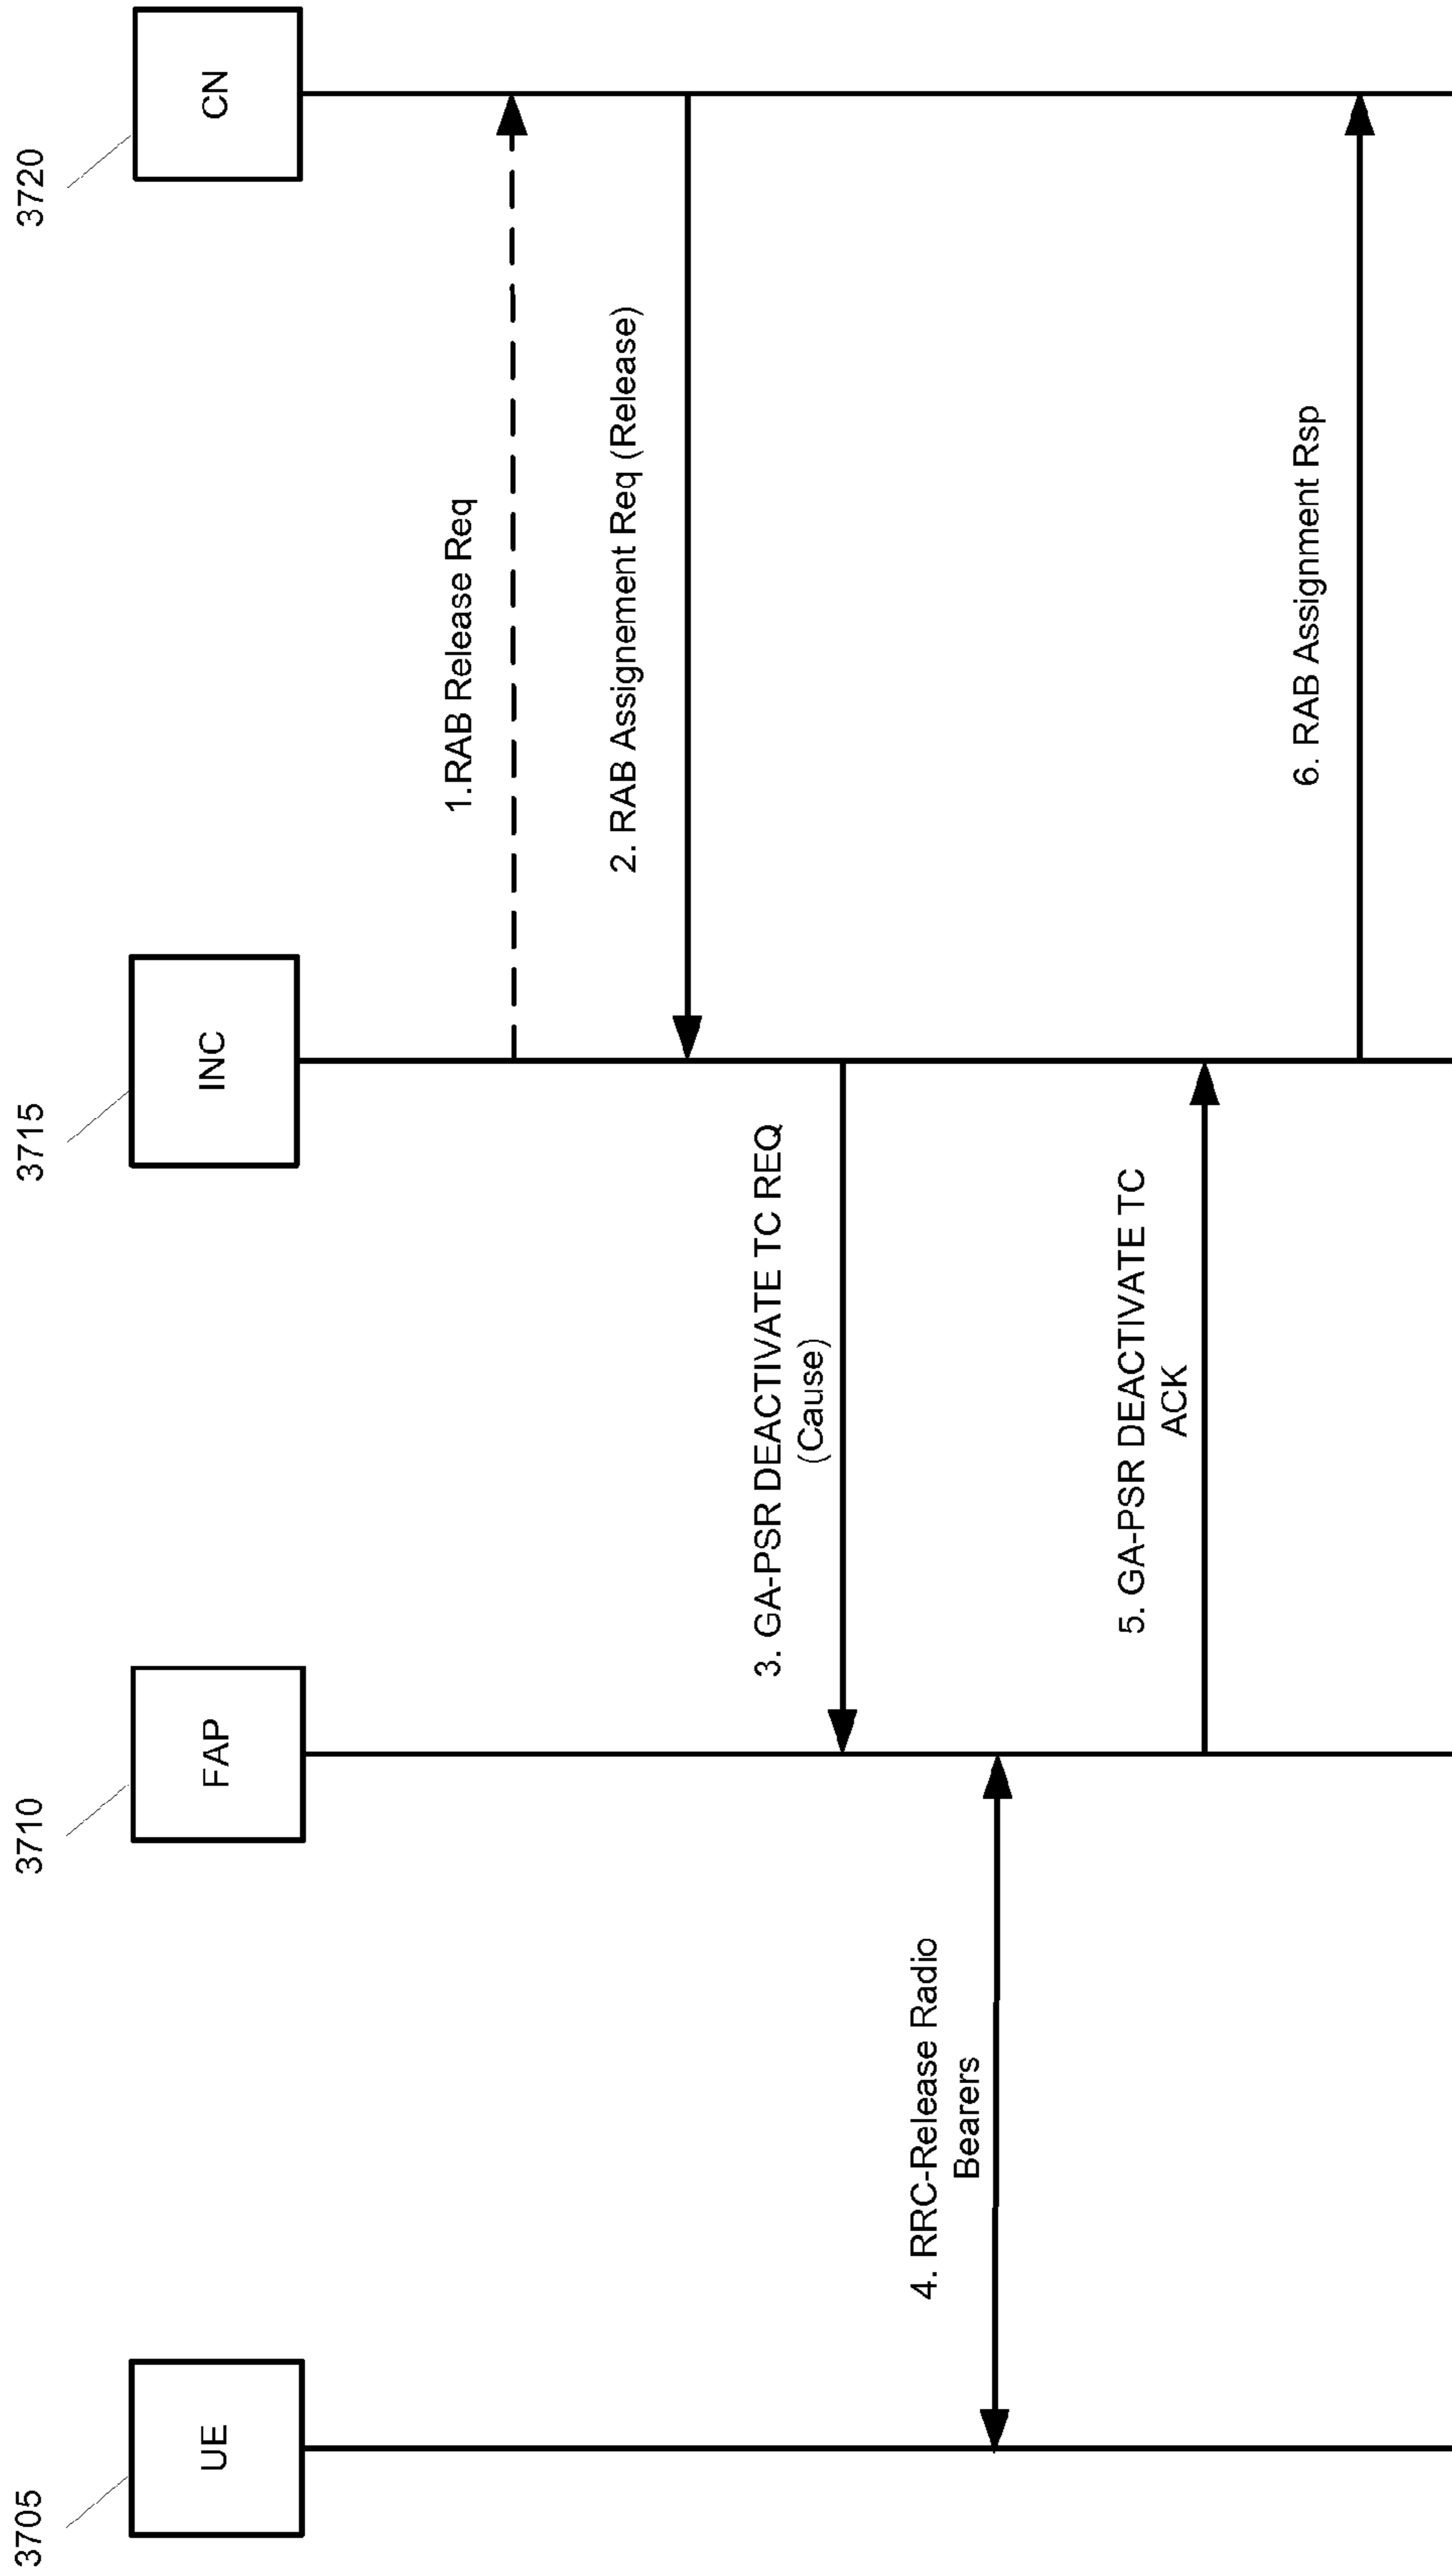 3705
3710
3715
3720
UE
FAP
INC
CN
1.RAB Release Req
2. RAB Assignement Req (Release)
3. GA-PSR DEACTIVATE TC REQ
(Cause)
4. RRC-Release Radio
Bearers
5. GA-PSR DEACTIVATE TC
ACK
6. RAB Assignment Rsp